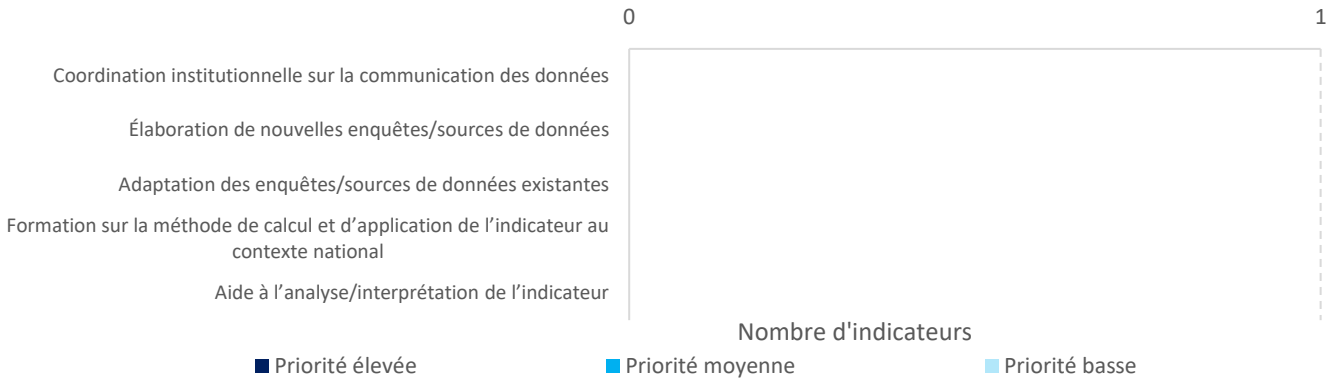 0 1
Coordination institutionnelle sur la communication des données
Élaboration de nouvelles enquêtes/sources de données
Adaptation des enquêtes/sources de données existantes
Formation sur la méthode de calcul et d’application de l’indicateur au
contexte national
Aide à l’analyse/interprétation de l’indicateur
Nombre d'indicateurs
Priorité élevée Priorité moyenne Priorité basse